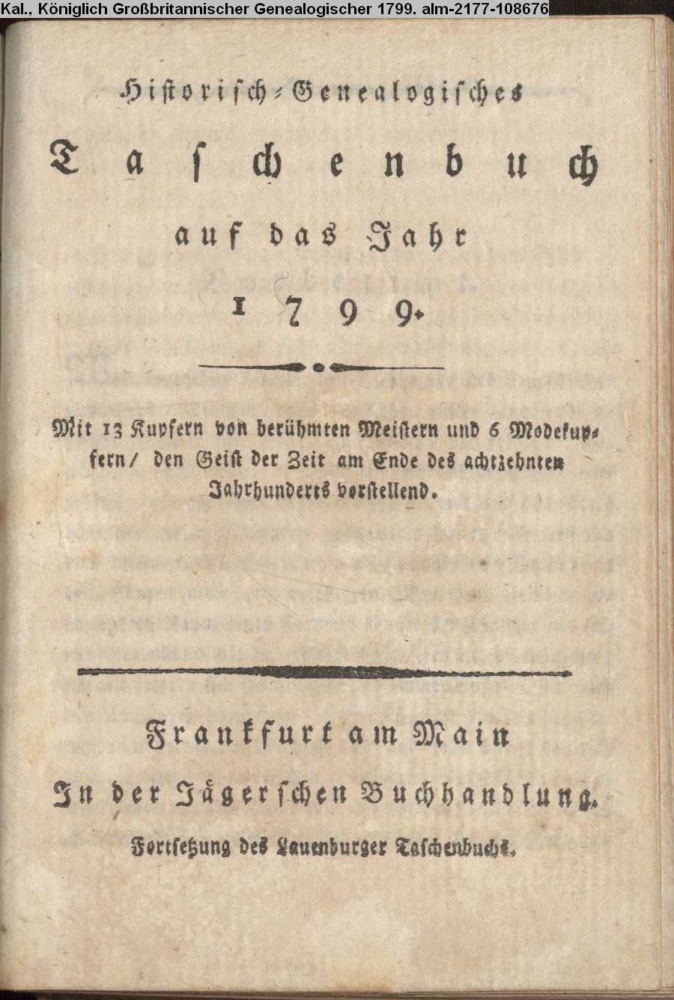 Kal., Königlich Großbritannischer Genealogischer 1799. alm-2177-108676
Historisch-Genealogisches
Taschenbuch
auf das Jahr
1799.
Mit 13 Kupfern von berühmten Meistern und 6 Modekup-
fern/ den Geist der Zeit am Ende des achtzehnten
Jahrhunderts vorstellend.
Frankfurt am Main
In der Jägerschen Buchhandlung.
Fortsetzung des Lauenburger Taschenbuchs.